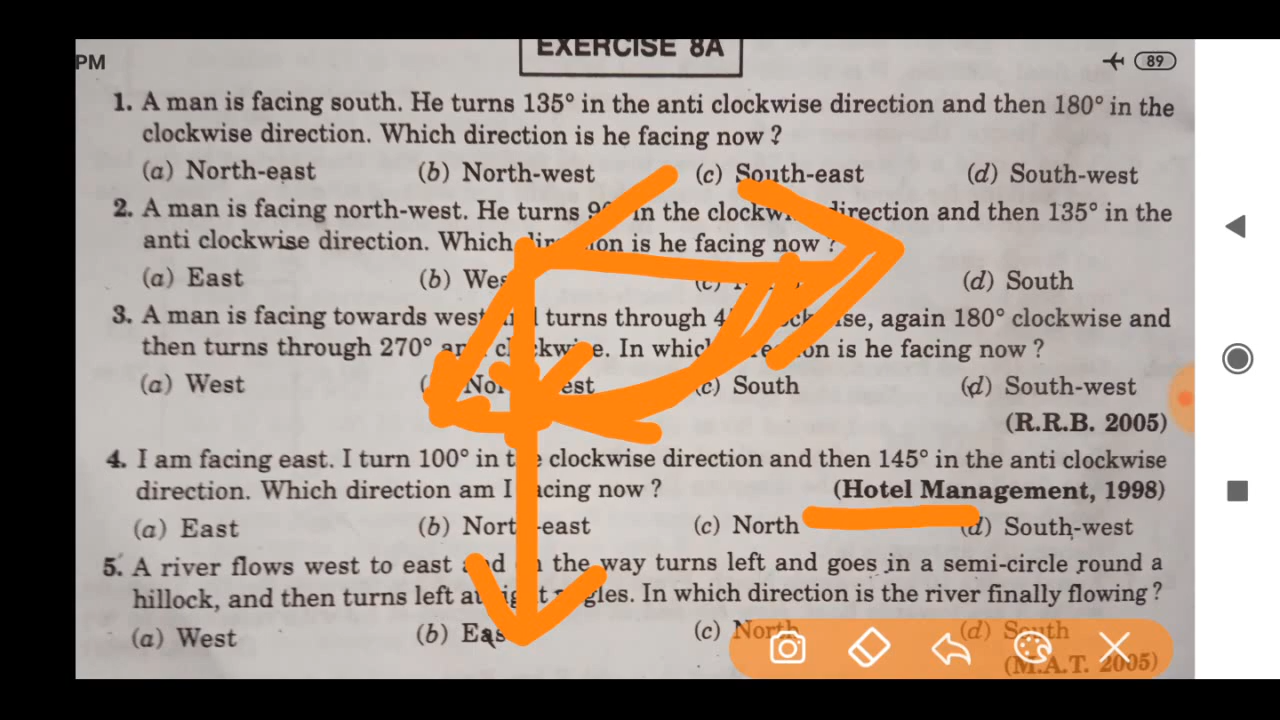 EXERCISE 8A
PM
89
1. A man is facing south. He turns 135° in the anti clockwise direction and then 180° in the
clockwise direction. Which direction is he facing now ?
(a) North-east (b) North-west (c) South-east (d) South-west
2. A man is facing north-west. He turns in the clockw direction and then 135° in the
anti clockwise direction. Which is he facing now ?
(a) East (b) (c) (d) South
3. A man is facing towards west turns through again 180° clockwise and
then turns through 270° In which is he facing now ?
(a) West (c) South (d) South-west
(R.R.B. 2005)
4. I am facing east. I turn 100° in the clockwise direction and then 145° in the anti clockwise
direction. Which direction am I facing now ? (Hotel Management, 1998)
(a) East (b) North-east (c) North (d) South-west
5. A river flows west to east the way turns left and goes in a semi-circle round a
hillock, and then turns left at In which direction is the river finally flowing ?
(a) West (b) East (c) North (d) South
(M.A.T. 2005)